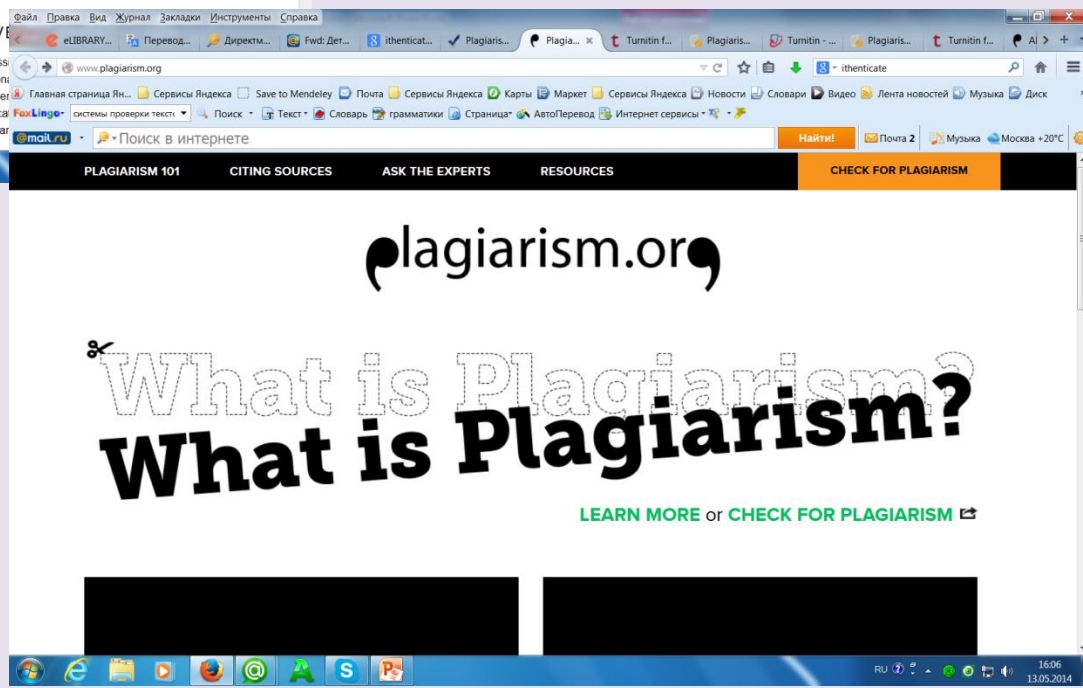 Файл Правка Вид Журнал Закладки Инструменты Справка
eLIBRARY... Перевод... Директм... Fwd: Дет... ithenticat... Plagiaris... Plagia... Turnitin f... Plagiaris... Turnitin - ... Plagiaris... Turnitin f...
www.plagiarism.org ithenticate
Главная страница Ян... Сервисы Яндекса Save to Mendeley Почта Сервисы Яндекса Карты Маркет Сервисы Яндекса Новости Словари Видео Лента новостей Музыка Диск
FoxLingo системы проверки текстс Поиск Текст Словарь грамматики Страница АвтоПеревод Интернет сервисы
@mail.ru Поиск в интернете Найти! Почта 2 Музыка Москва +20°C
PLAGIARISM 101 CITING SOURCES ASK THE EXPERTS RESOURCES CHECK FOR PLAGIARISM
plagiarism.org
What is Plagiarism?
What is Plagiarism?
LEARN MORE or CHECK FOR PLAGIARISM
RU 16:06
13.05.2014